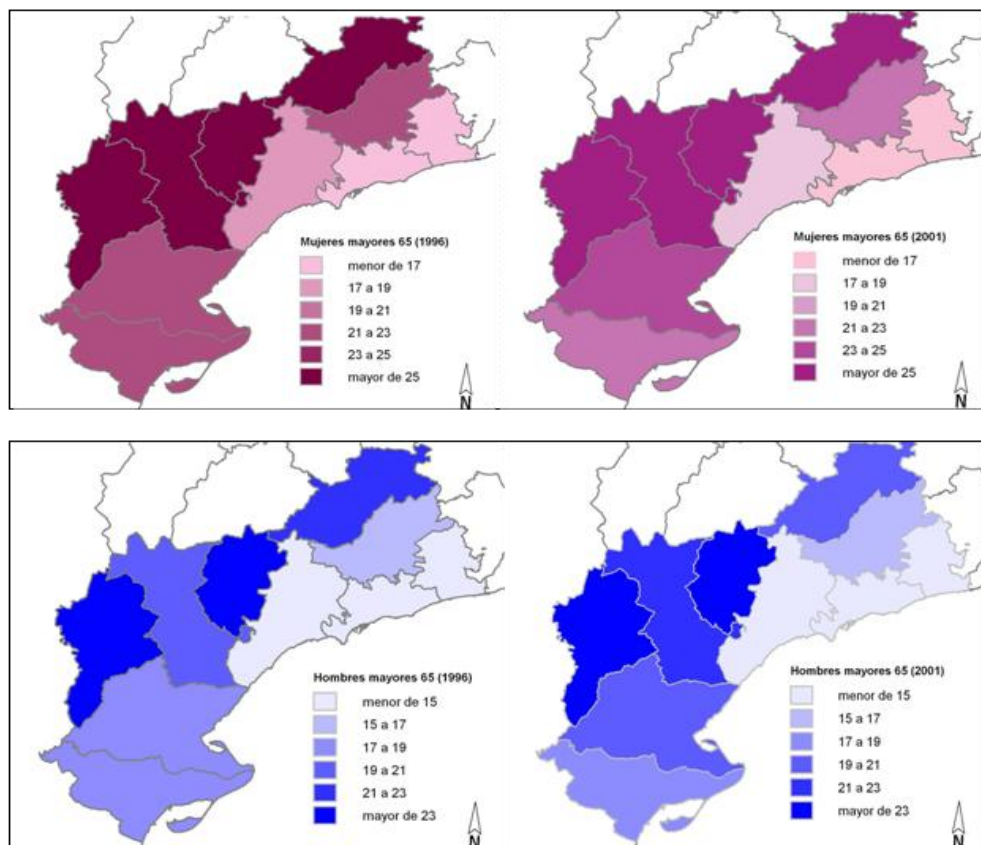 Mujeres mayores 65 (1996)
menor de 17
17 a 19
19 a 21
21 a 23
23 a 25
mayor de 25
N
Mujeres mayores 65 (2001)
menor de 17
17 a 19
19 a 21
21 a 23
23 a 25
mayor de 25
N
Hombres mayores 65 (1996)
menor de 15
15 a 17
17 a 19
19 a 21
21 a 23
mayor de 23
N
Hombres mayores 65 (2001)
menor de 15
15 a 17
17 a 19
19 a 21
21 a 23
mayor de 23
N